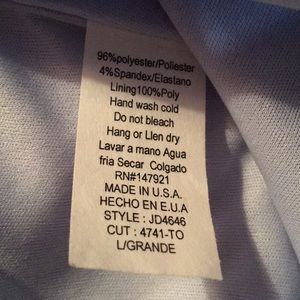 96%polyester/Poliester
4%Spandex/Elastano
Lining100%Poly
Hand wash cold
Do not bleach
Hang or Llen dry
Lavar a mano Agua
fria Secar Colgado
RN#147921
MADE IN U.S.A.
HECHO EN E.U.A
STYLE : JD4646
CUT : 4741-TO
L/GRANDE